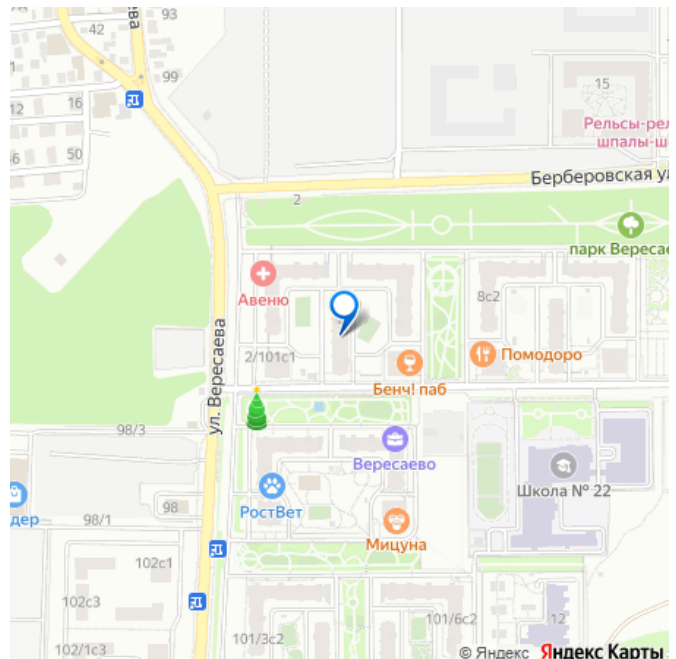 93
42
99
12
16
50
15
Рельсы-рел
шпалы-ш
Берберовская ул
2
парк Вересае
Авеню
8с2
ул. Вересаева
2/101с1
Помодоро
Бенч! паб
98/3
Вересаево
Школа № 22
дер
98/1
98
РостВет
Мицуна
102с1
102с3
101/3с2
101/6с2
12
102/1с3
© Яндекс Яндекс Карты